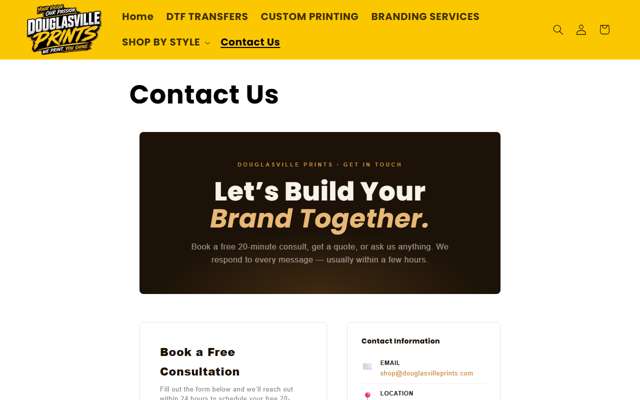 YOUR VISION
OUR PASSION
DOUGLASVILLE
PRINTS
WE PRINT YOU SHINE
Home DTF TRANSFERS CUSTOM PRINTING BRANDING SERVICES
SHOP BY STYLE Contact Us
Contact Us
DOUGLASVILLE PRINTS · GET IN TOUCH
Let’s Build Your
Brand Together.
Book a free 20-minute consult, get a quote, or ask us anything. We
respond to every message — usually within a few hours.
Book a Free
Consultation
Fill out the form below and we’ll reach out
within 24 hours to schedule your free 20-
Contact Information
EMAIL
shop@douglasvilleprints.com
LOCATION